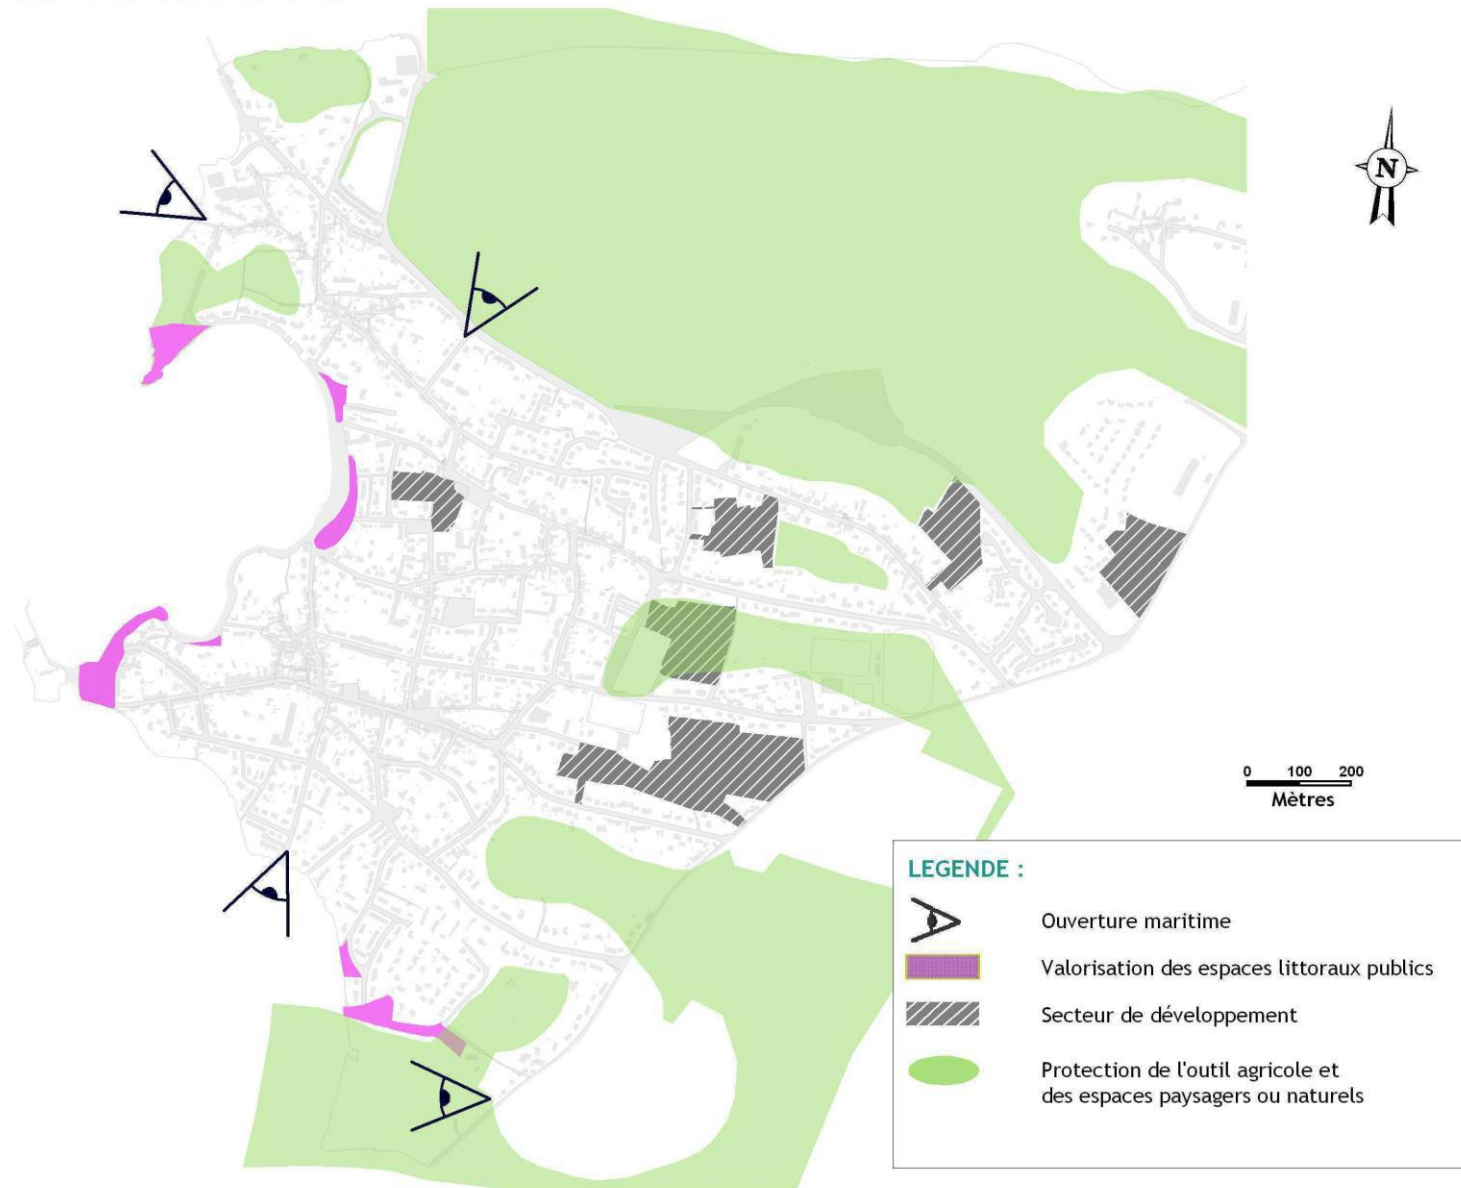 N
0 100 200
Mètres
LEGENDE :
Ouverture maritime
Valorisation des espaces littoraux publics
Secteur de développement
Protection de l'outil agricole et
des espaces paysagers ou naturels